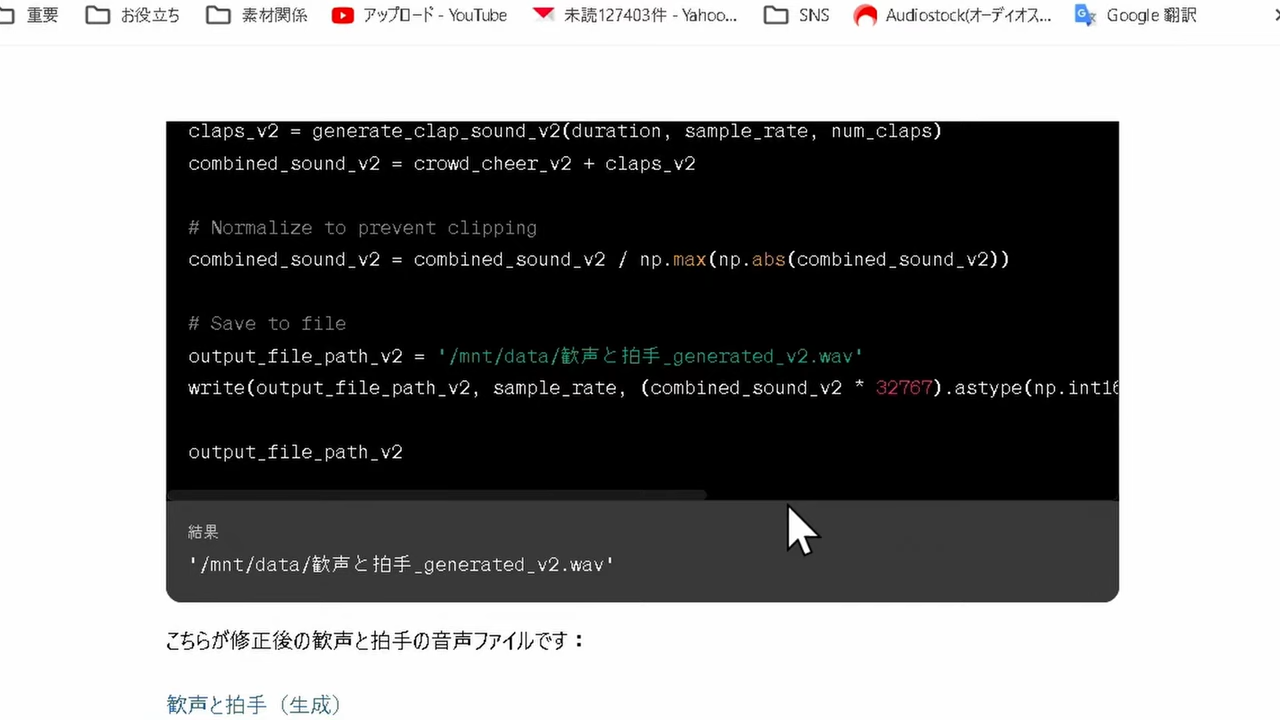 重要 お役立ち 素材関係 アップロード - YouTube 未読127403件 - Yahoo... SNS Audiostock(オーディオス... Google 翻訳
claps_v2 = generate_clap_sound_v2(duration, sample_rate, num_claps)
combined_sound_v2 = crowd_cheer_v2 + claps_v2
# Normalize to prevent clipping
combined_sound_v2 = combined_sound_v2 / np.max(np.abs(combined_sound_v2))
# Save to file
output_file_path_v2 = '/mnt/data/歓声と拍手_generated_v2.wav'
write(output_file_path_v2, sample_rate, (combined_sound_v2 * 32767).astype(np.int16
output_file_path_v2
結果
'/mnt/data/歓声と拍手_generated_v2.wav'
こちらが修正後の歓声と拍手の音声ファイルです：
歓声と拍手（生成）